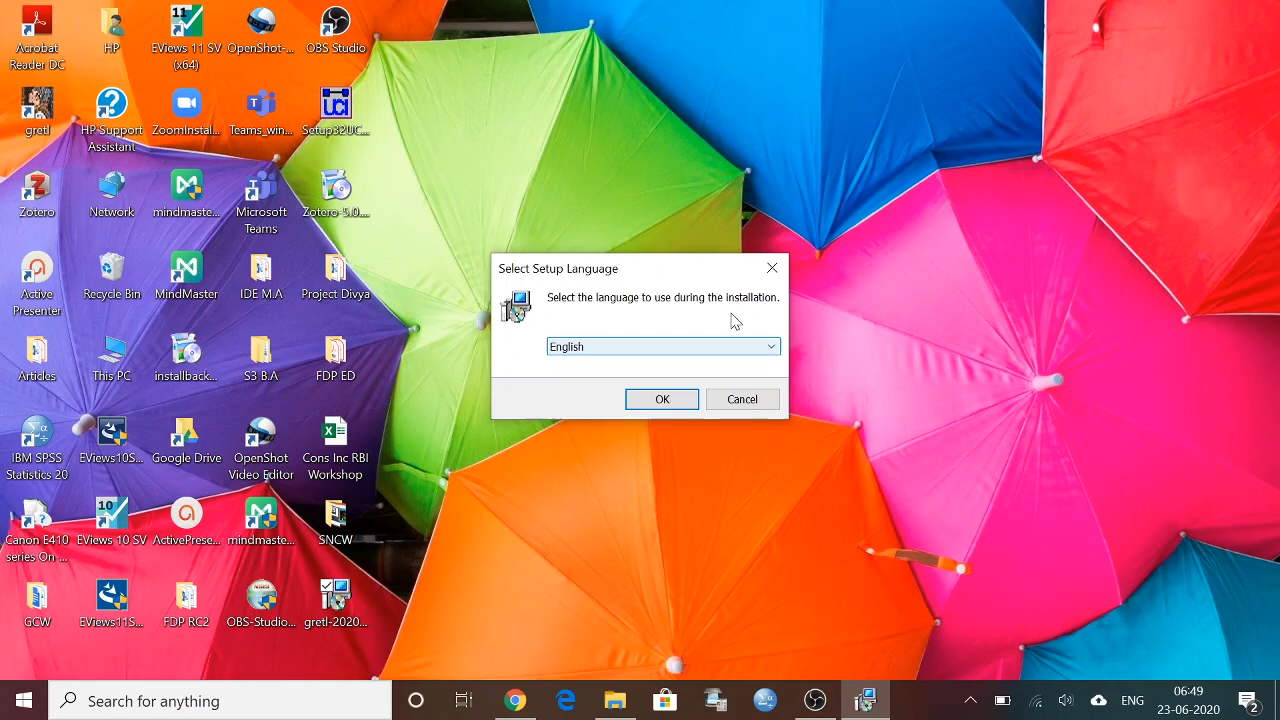 Acrobat
Reader DC
HP
EViews 11 SV
(x64)
OpenShot-...
OBS Studio
gretl
HP Support
Assistant
ZoomInstal...
Teams_win...
UCI
Setup32UC...
Zotero
Network
mindmaste...
Microsoft
Teams
Zotero-5.0....
Active
Presenter
Recycle Bin
MindMaster
IDE M.A
Project Divya
Articles
This PC
installback...
S3 B.A
FDP ED
IBM SPSS
Statistics 20
EViews10S...
Google Drive
OpenShot
Video Editor
Cons Inc RBI
Workshop
Canon E410
series On ...
EViews 10 SV
ActivePrese...
mindmaste...
SNCW
GCW
EViews11S...
FDP RC2
OBS-Studio...
gretl-2020...
Select Setup Language
Select the language to use during the installation.
English
OK
Cancel
Search for anything
ENG
06:49
23-06-2020
2